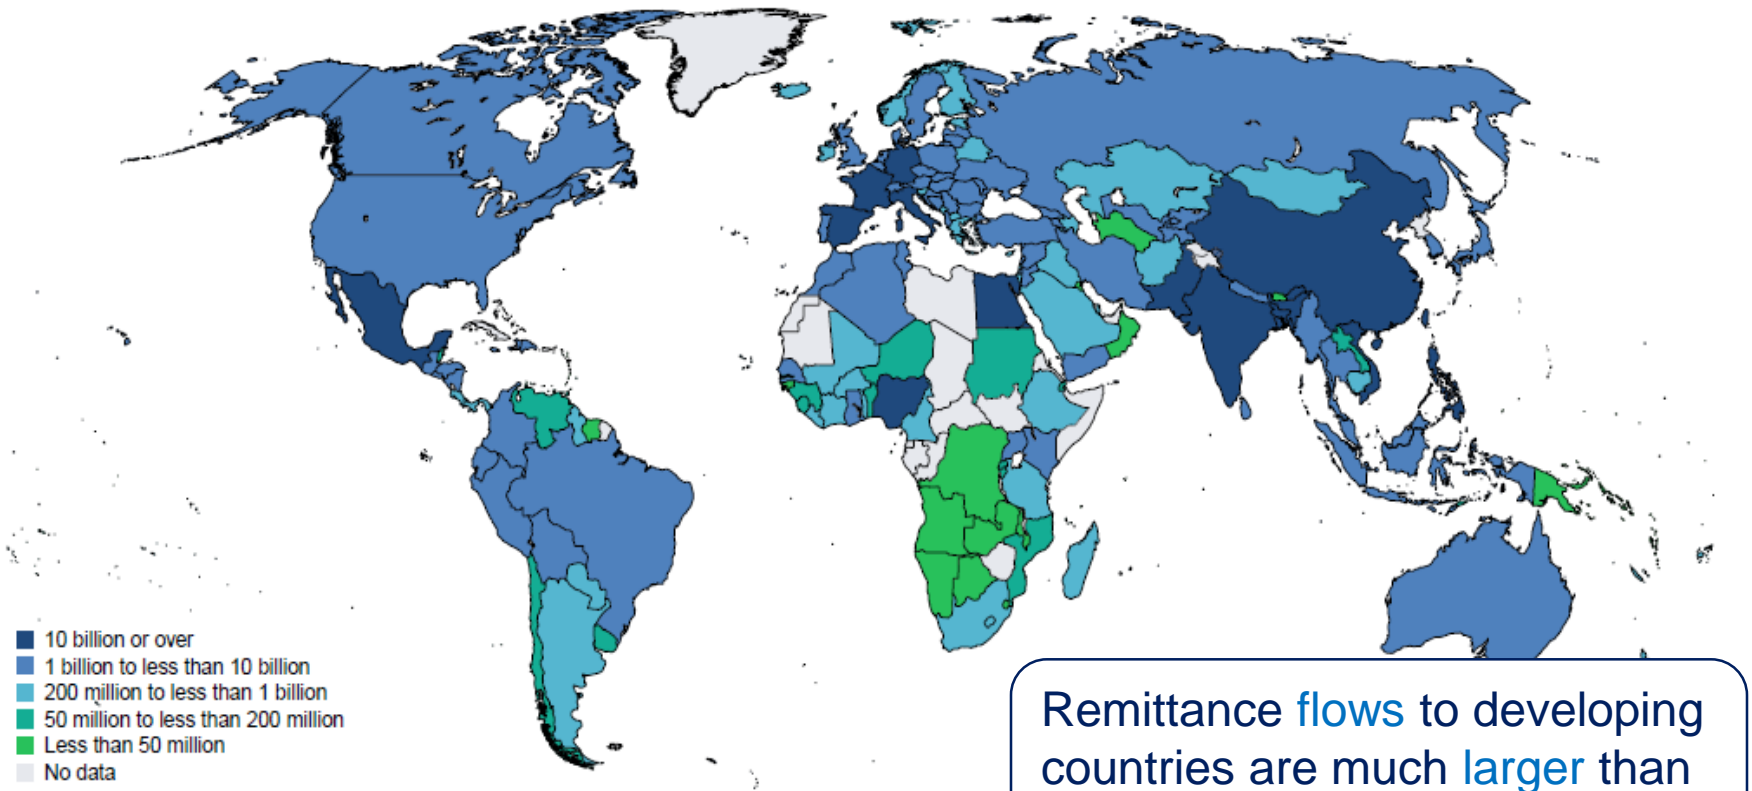 10 billion or over
1 billion to less than 10 billion
200 million to less than 1 billion
50 million to less than 200 million
Less than 50 million
No data
Remittance flows to developing
countries are much larger than